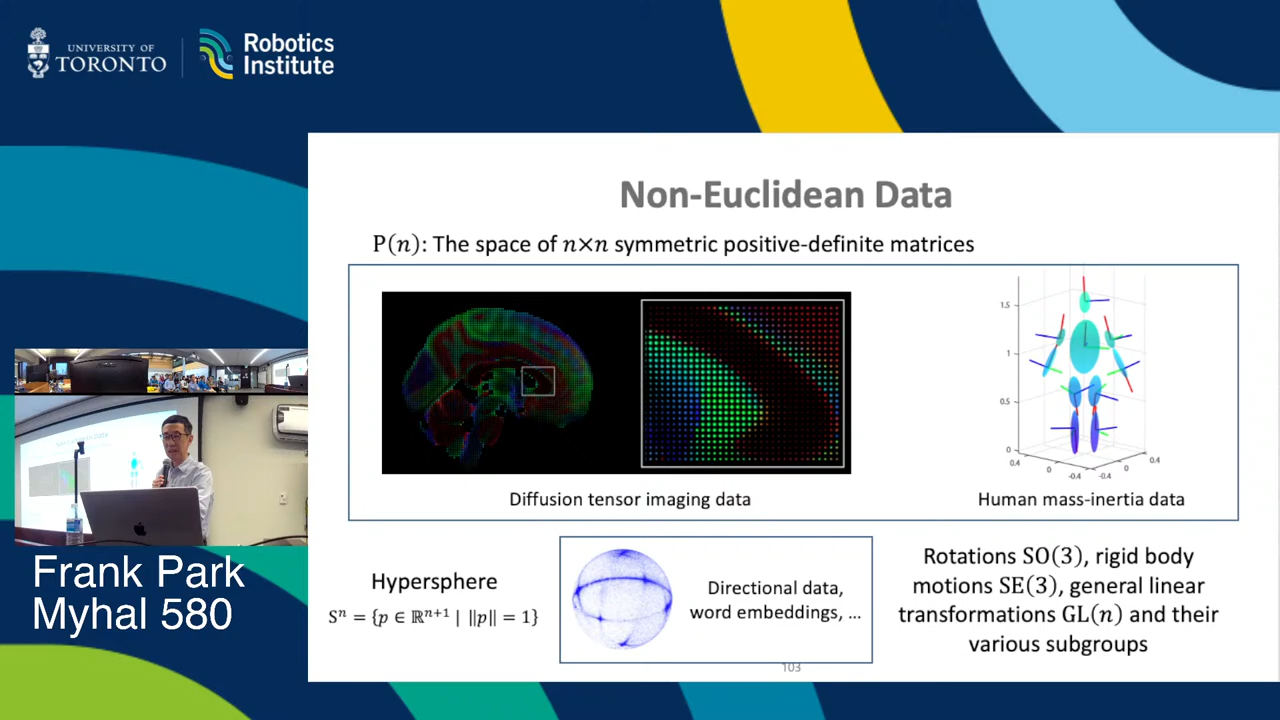 UNIVERSITY OF
TORONTO
Robotics
Institute
Non-Euclidean Data
P(n): The space of n×n symmetric positive-definite matrices
1.5
1
0.5
0
0.4
0
-0.4
-0.4
0
0.4
Diffusion tensor imaging data
Human mass-inertia data
Hypersphere
Sⁿ = {p ∈ ℝⁿ⁺¹ | ‖p‖ = 1}
Directional data,
word embeddings, ...
Rotations SO(3), rigid body
motions SE(3), general linear
transformations GL(n) and their
various subgroups
103
Frank Park
Myhal 580